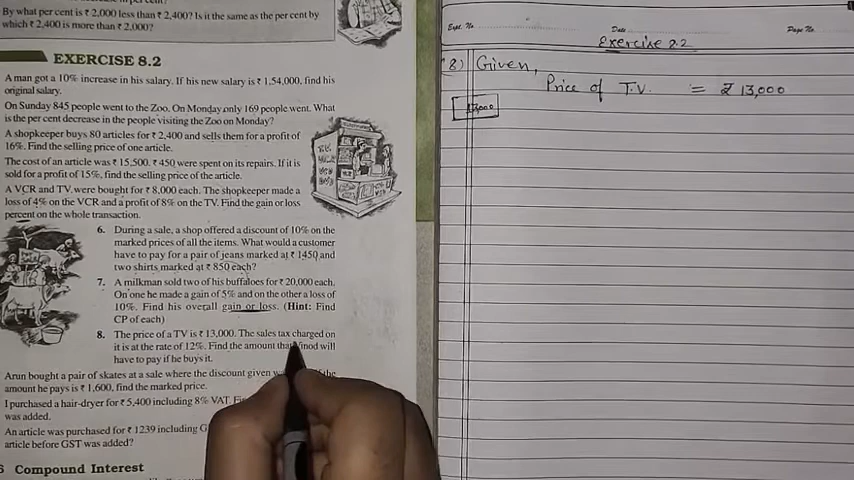 By what per cent is ₹ 2,000 less than ₹ 2,400? Is it the same as the per cent by
which ₹ 2,400 is more than ₹ 2,000?
EXERCISE 8.2
A man got a 10% increase in his salary. If his new salary is ₹ 1,54,000, find his
original salary.
On Sunday 845 people went to the Zoo. On Monday only 169 people went. What
is the per cent decrease in the people visiting the Zoo on Monday?
A shopkeeper buys 80 articles for ₹ 2,400 and sells them for a profit of
16%. Find the selling price of one article.
The cost of an article was ₹ 15,500. ₹ 450 were spent on its repairs. If it is
sold for a profit of 15%, find the selling price of the article.
A VCR and TV were bought for ₹ 8,000 each. The shopkeeper made a
loss of 4% on the VCR and a profit of 8% on the TV. Find the gain or loss
percent on the whole transaction.
6. During a sale, a shop offered a discount of 10% on the
marked prices of all the items. What would a customer
have to pay for a pair of jeans marked at ₹ 1450 and
two shirts marked at ₹ 850 each?
7. A milkman sold two of his buffaloes for ₹ 20,000 each.
On one he made a gain of 5% and on the other a loss of
10%. Find his overall gain or loss. (Hint: Find
CP of each)
8. The price of a TV is ₹ 13,000. The sales tax charged on
it is at the rate of 12%. Find the amount that Vinod will
have to pay if he buys it.
Arun bought a pair of skates at a sale where the discount given the
amount he pays is ₹ 1,600, find the marked price.
I purchased a hair-dryer for ₹ 5,400 including 8% VAT.
was added.
An article was purchased for ₹ 1239 including
article before GST was added?
Compound Interest
Expt. No. Date Page No.
Exercise 8.2
8) Given,
Price of T.V. = ₹ 13,000
13,000